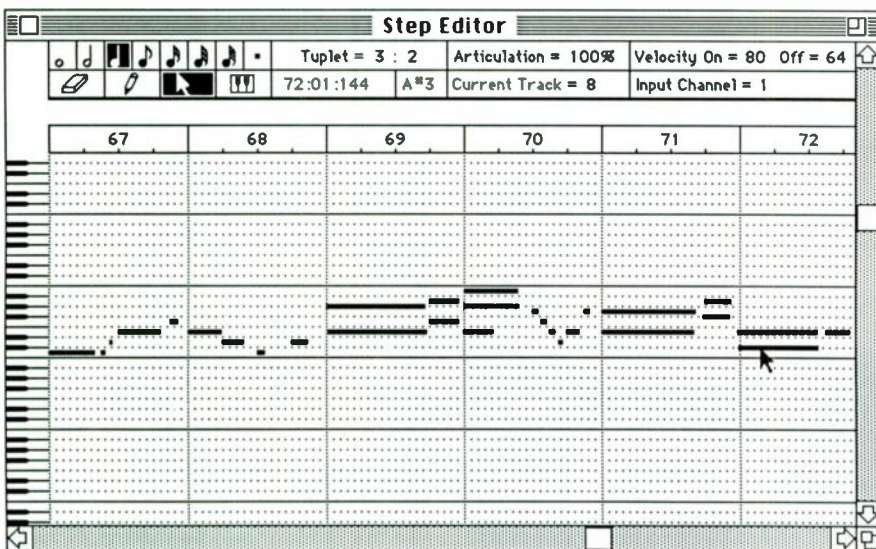 Step Editor
Tuplet = 3 : 2 Articulation = 100% Velocity On = 80 Off = 64
72:01:144 A#3 Current Track = 8 Input Channel = 1
67 68 69 70 71 72